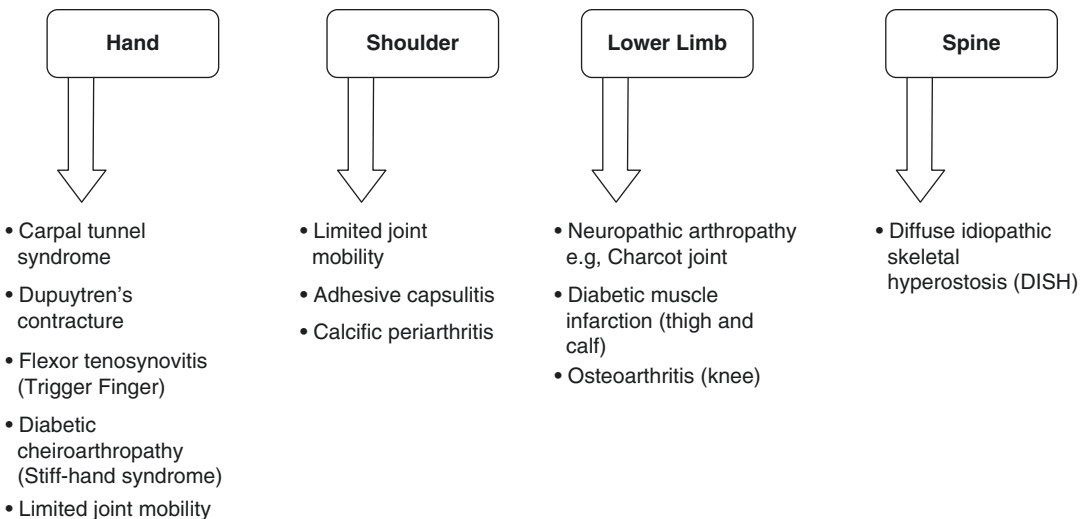 Hand
• Carpal tunnel
syndrome
• Dupuytren's
contracture
• Flexor tenosynovitis
(Trigger Finger)
• Diabetic
cheiroarthropathy
(Stiff-hand syndrome)
• Limited joint mobility
Shoulder
• Limited joint
mobility
• Adhesive capsulitis
• Calcific periarthritis
Lower Limb
• Neuropathic arthropathy
e.g, Charcot joint
• Diabetic muscle
infarction (thigh and
calf)
• Osteoarthritis (knee)
Spine
• Diffuse idiopathic
skeletal
hyperostosis (DISH)